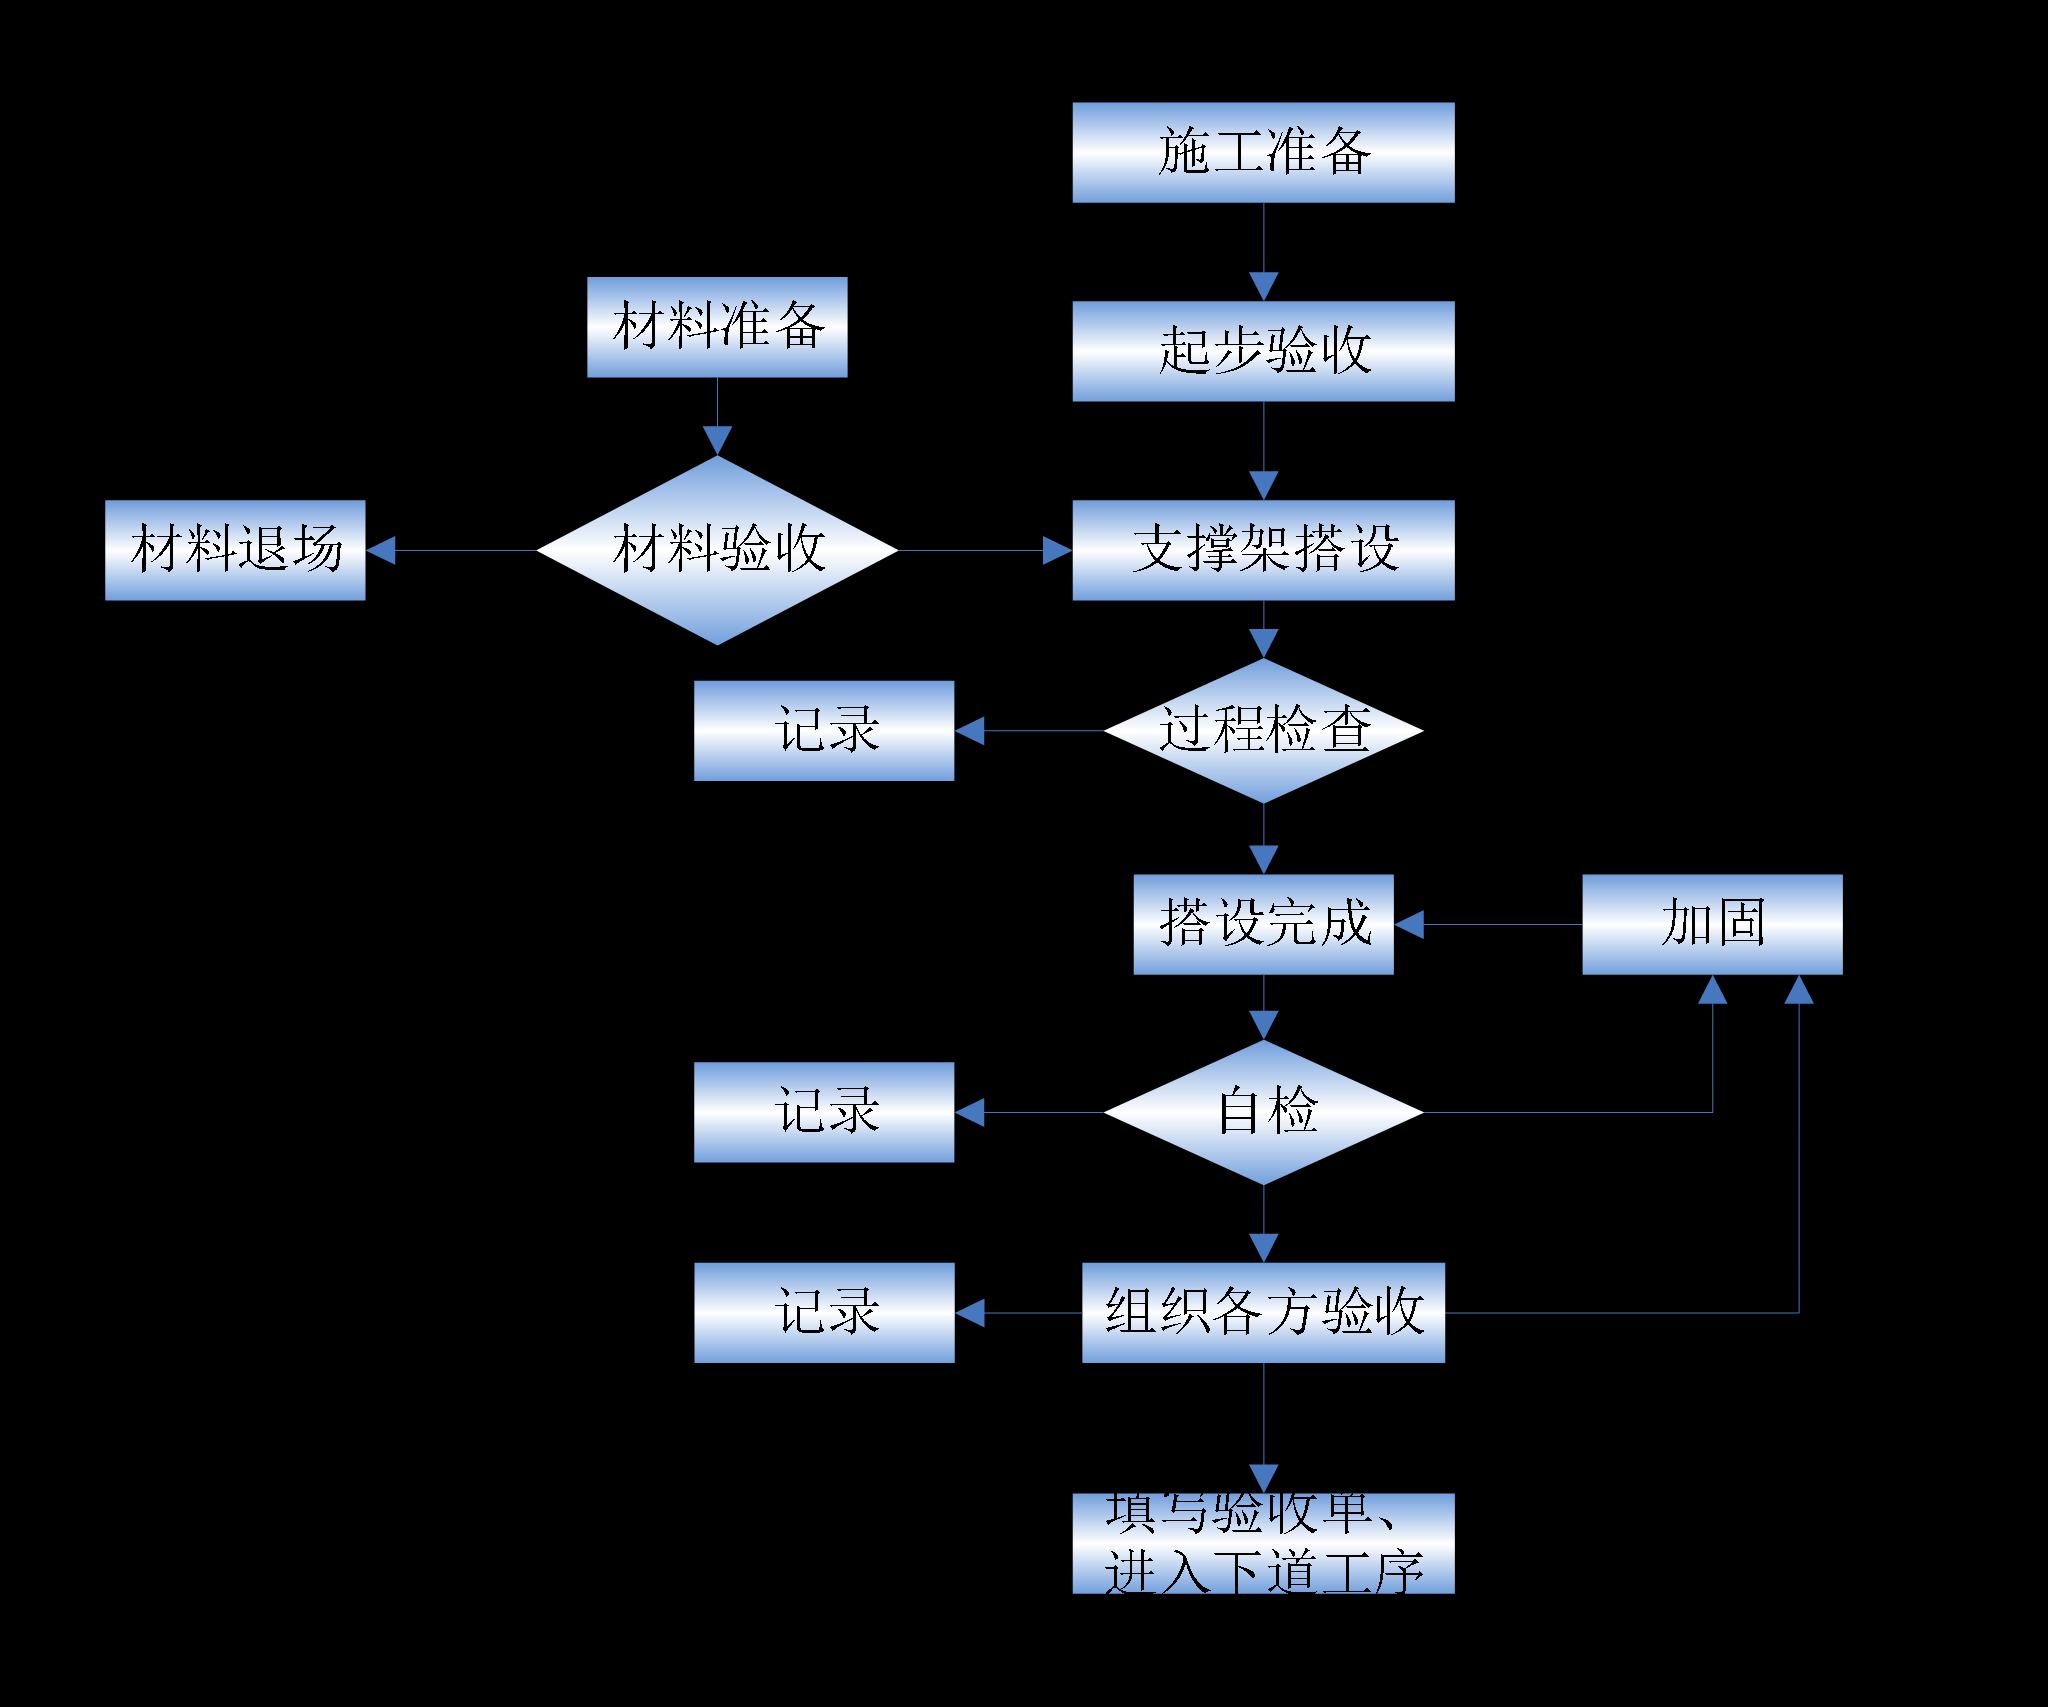 施工准备
材料准备
起步验收
材料退场
材料验收
支撑架搭设
记录
过程检查
搭设完成
加固
记录
自检
记录
组织各方验收
填写验收单、
进入下道工序